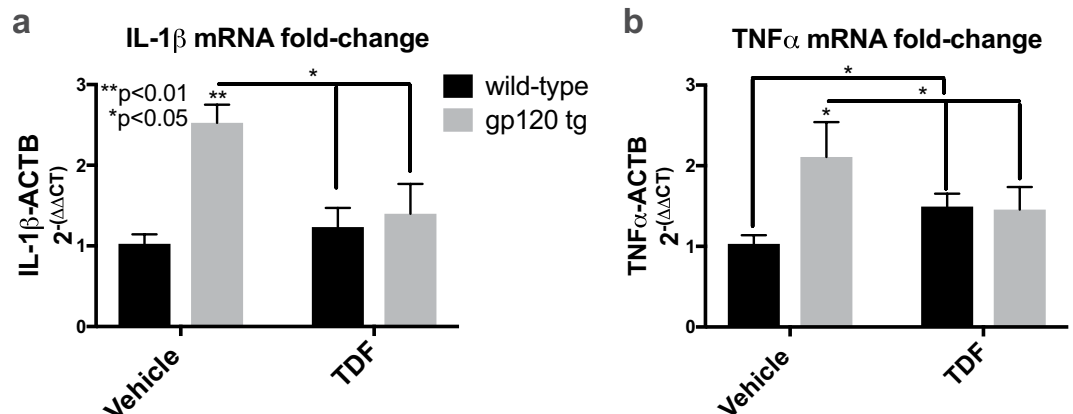 a
IL-1β mRNA fold-change
IL-1β-ACTB
2-(ΔΔCT)
3
2
1
0
**p<0.01
*p<0.05
**
*
wild-type
gp120 tg
Vehicle
TDF
b
TNFα mRNA fold-change
TNFα-ACTB
2-(ΔΔCT)
3
2
1
0
*
*
*
Vehicle
TDF